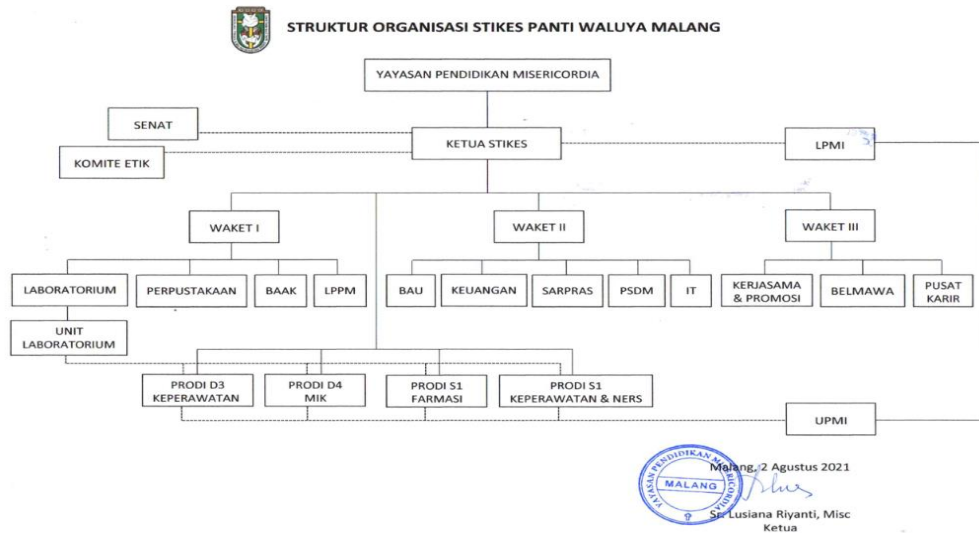 STRUKTUR ORGANISASI STIKES PANTI WALUYA MALANG
YAYASAN PENDIDIKAN MISERICORDIA
SENAT
KETUA STIKES
LPMI
KOMITE ETIK
WAKET I
WAKET II
WAKET III
LABORATORIUM
PERPUSTAKAAN
BAAK
LPPM
BAU
KEUANGAN
SARPRAS
PSDM
IT
KERJASAMA
& PROMOSI
BELMAWA
PUSAT
KARIR
UNIT
LABORATORIUM
PRODI D3
KEPERAWATAN
PRODI D4
MIK
PRODI S1
FARMASI
PRODI S1
KEPERAWATAN & NERS
UPMI
Malang, 2 Agustus 2021
YAYASAN PENDIDIKAN MISERICORDIA
MALANG
Sr. Lusiana Riyanti, Misc
Ketua